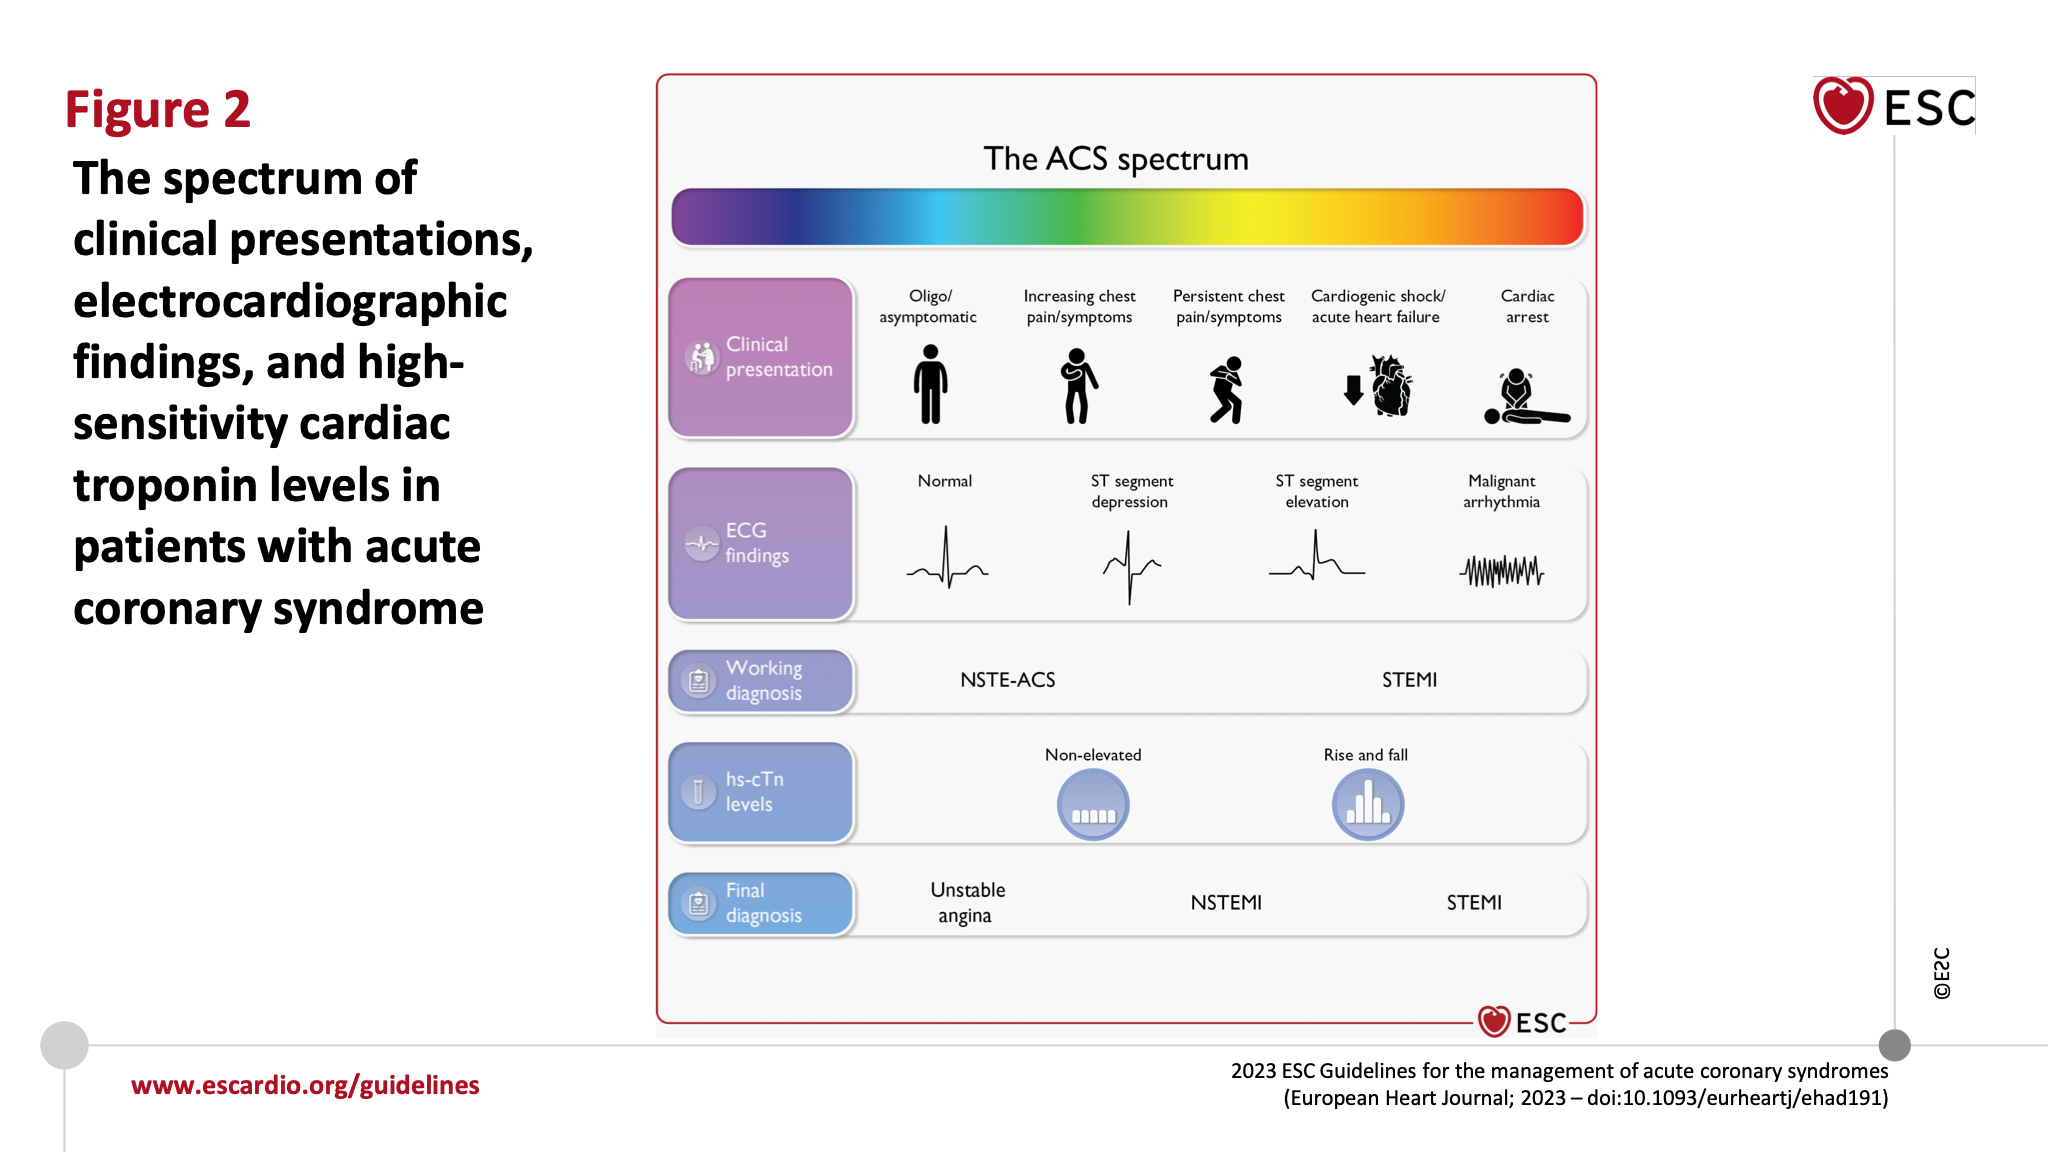 Figure 2
The spectrum of
clinical presentations,
electrocardiographic
findings, and high-
sensitivity cardiac
troponin levels in
patients with acute
coronary syndrome
ESC
The ACS spectrum
Clinical
presentation
Oligo/
asymptomatic
Increasing chest
pain/symptoms
Persistent chest
pain/symptoms
Cardiogenic shock/
acute heart failure
Cardiac
arrest
ECG
findings
Normal
ST segment
depression
ST segment
elevation
Malignant
arrhythmia
Working
diagnosis
NSTE-ACS
STEMI
hs-cTn
levels
Non-elevated
Rise and fall
Final
diagnosis
Unstable
angina
NSTEMI
STEMI
ESC
©ESC
www.escardio.org/guidelines
2023 ESC Guidelines for the management of acute coronary syndromes
(European Heart Journal; 2023 – doi:10.1093/eurheartj/ehad191)